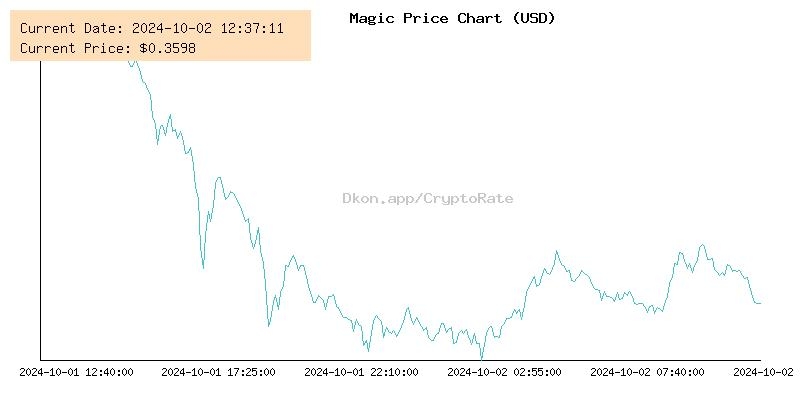 Magic Price Chart (USD)
Current Date: 2024-10-02 12:37:11
Current Price: $0.3598
Dkon.app/CryptoRate
2024-10-01 12:40:00 2024-10-01 17:25:00 2024-10-01 22:10:00 2024-10-02 02:55:00 2024-10-02 07:40:00 2024-10-02